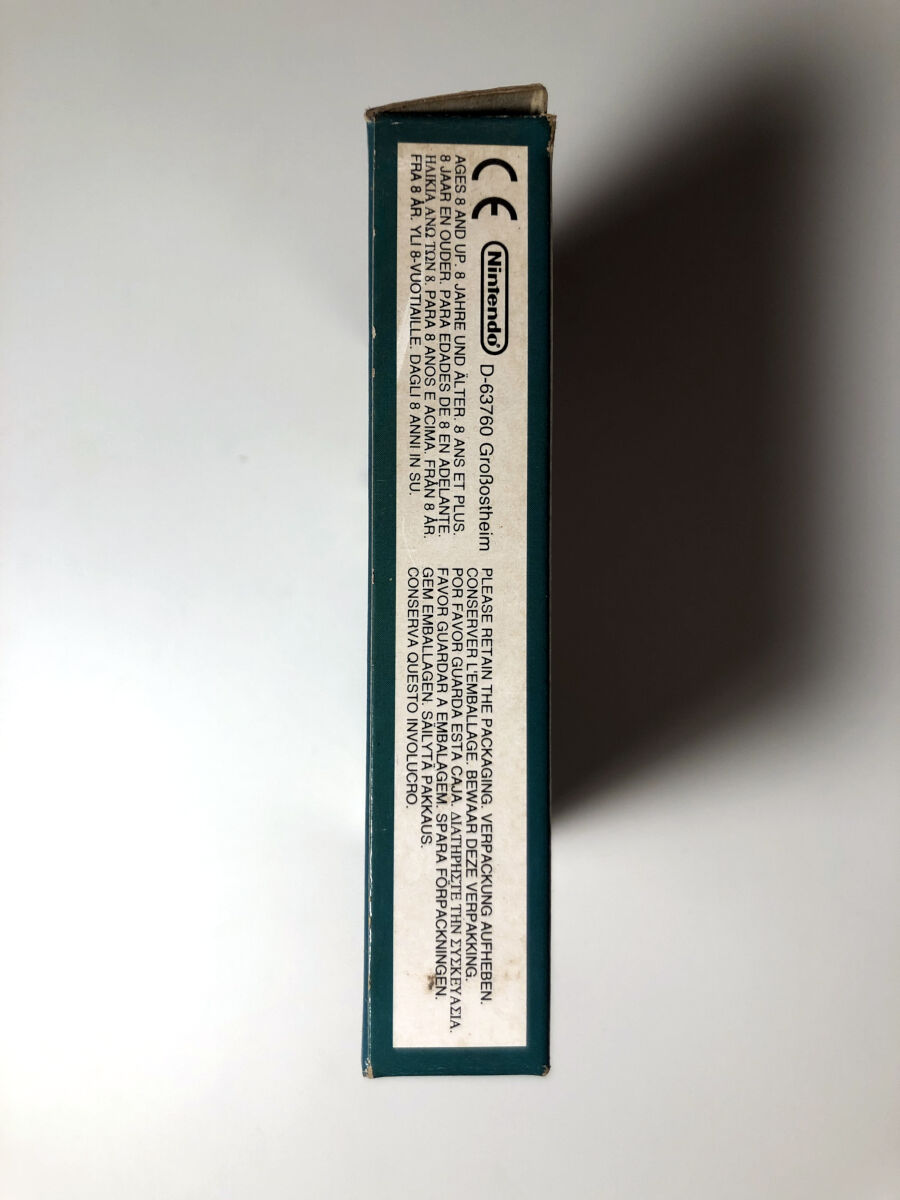 CE Nintendo® D-63760 Großostheim
AGES 8 AND UP. 8 JAHRE UND ÄLTER. 8 ANS ET PLUS.
8 JAAR EN OUDER. PARA EDADES DE 8 EN ADELANTE.
ΗΛΙΚΙΑ ΑΝΩ ΤΩΝ 8. PARA 8 ANOS E ACIMA. FRÅN 8 ÅR.
FRA 8 ÅR. YLI 8-VUOTIAILLE. DAGLI 8 ANNI IN SU.
PLEASE RETAIN THE PACKAGING. VERPACKUNG AUFHEBEN.
CONSERVER L'EMBALLAGE. BEWAAR DEZE VERPAKKING.
POR FAVOR GUARDA ESTA CAJA. ΔΙΑΤΗΡΗΣΤΕ ΤΗΝ ΣΥΣΚΕΥΑΣΙΑ.
FAVOR GUARDAR A EMBALAGEM. SPARA FÖRPACKNINGEN.
GEM EMBALLAGEN. SÄILYTÄ PAKKAUS.
CONSERVA QUESTO INVOLUCRO.